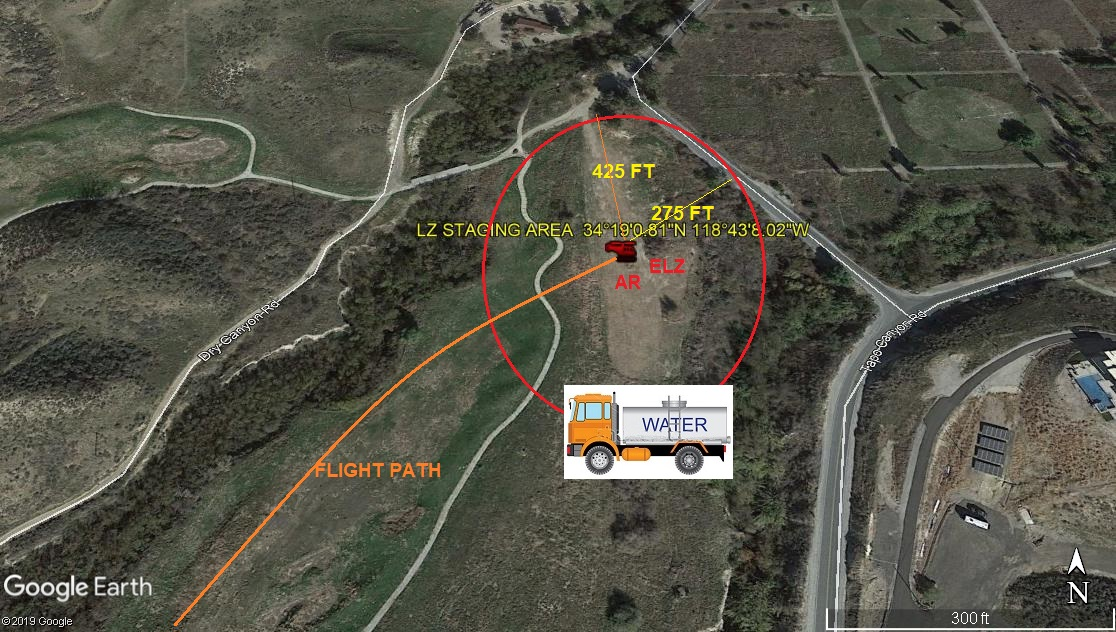 425 FT
275 FT
LZ STAGING AREA 34°19'0.81"N 118°43'8.02"W
ELZ
AR
Dry Canyon Rd
Tapo Canyon Rd
WATER
FLIGHT PATH
Google Earth
©2019 Google
N
300 ft